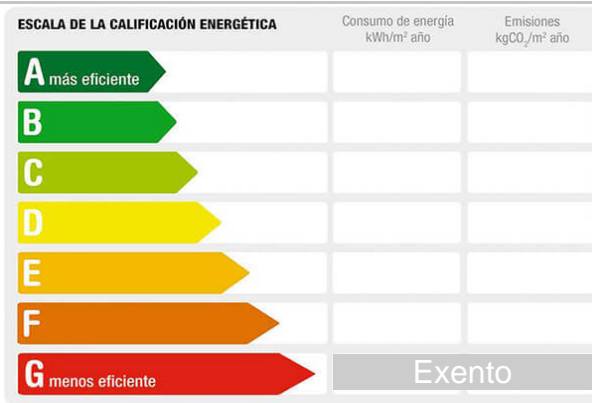 ESCALA DE LA CALIFICACIÓN ENERGÉTICA
Consumo de energía
kWh/m² año
Emisiones
kgCO₂/m² año
A más eficiente
B
C
D
E
F
G menos eficiente
Exento